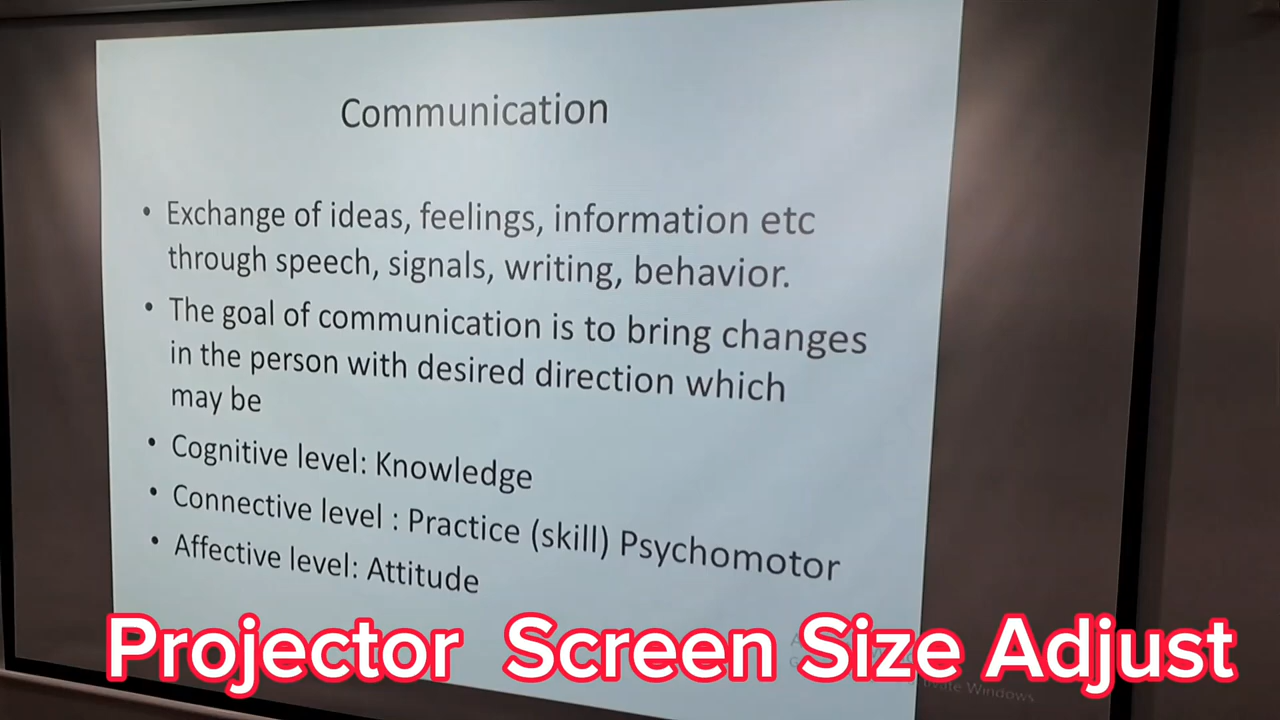 Communication
• Exchange of ideas, feelings, information etc
through speech, signals, writing, behavior.
• The goal of communication is to bring changes
in the person with desired direction which
may be
• Cognitive level: Knowledge
• Connective level : Practice (skill) Psychomotor
• Affective level: Attitude
Projector Screen Size Adjust
Windows